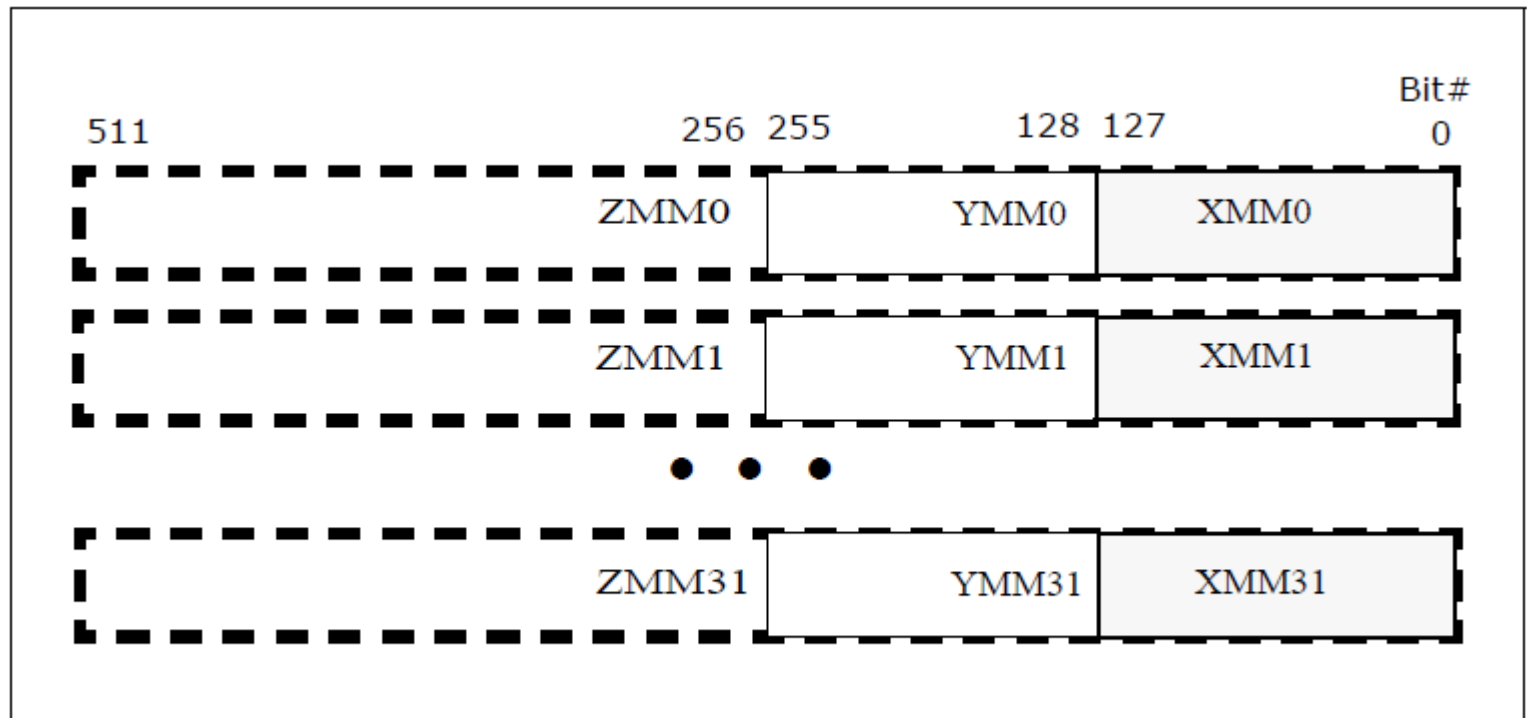 Bit#
511 256 255 128 127 0
ZMM0 YMM0 XMM0
ZMM1 YMM1 XMM1
ZMM31 YMM31 XMM31